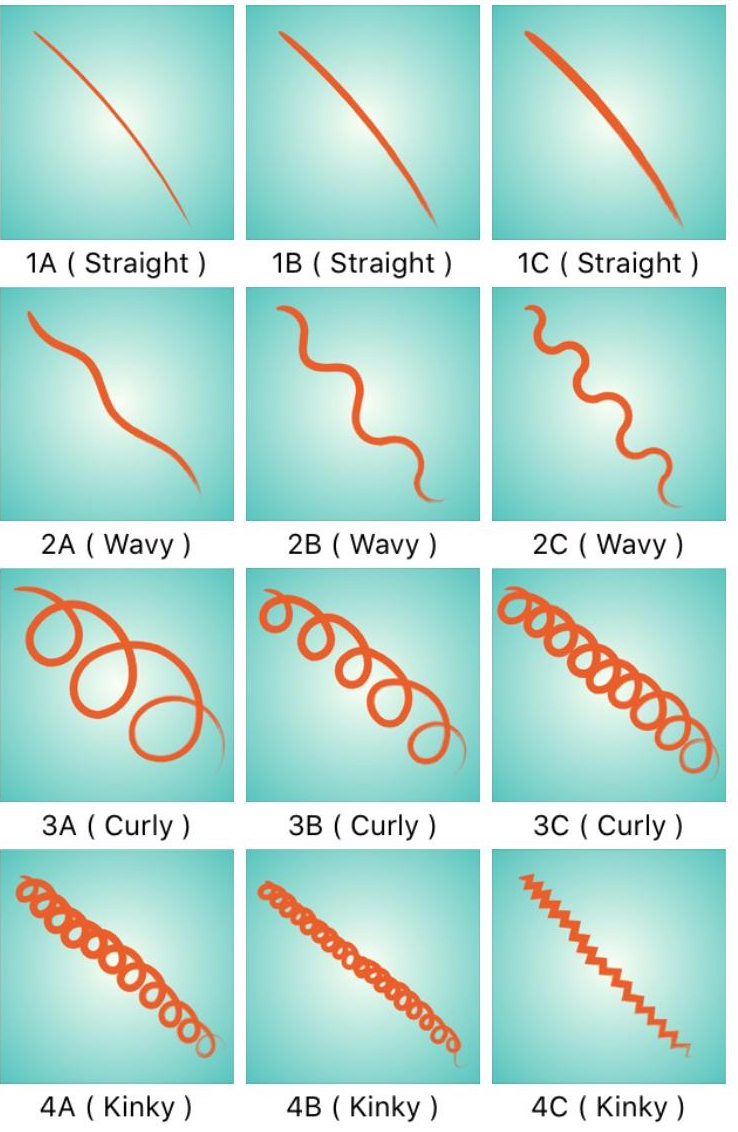 1A ( Straight ) 1B ( Straight ) 1C ( Straight )
2A ( Wavy ) 2B ( Wavy ) 2C ( Wavy )
3A ( Curly ) 3B ( Curly ) 3C ( Curly )
4A ( Kinky ) 4B ( Kinky ) 4C ( Kinky )